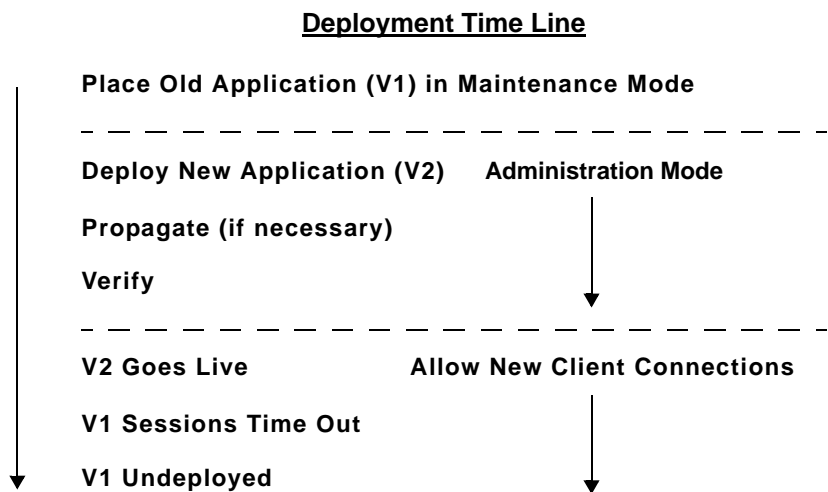 Deployment Time Line
Place Old Application (V1) in Maintenance Mode
Deploy New Application (V2) Administration Mode
Propagate (if necessary)
Verify
V2 Goes Live Allow New Client Connections
V1 Sessions Time Out
V1 Undeployed